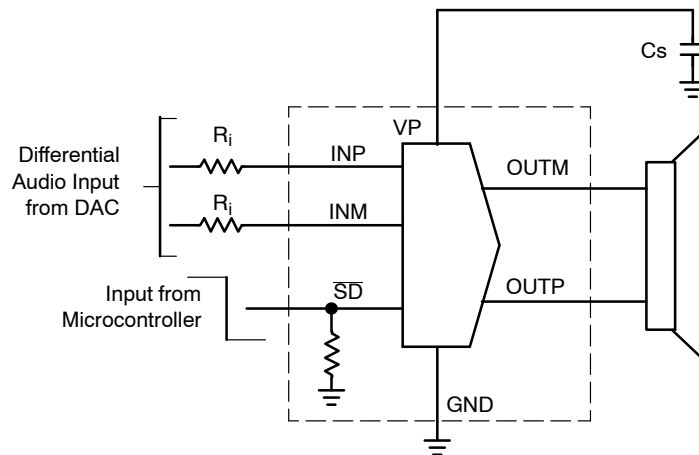 Cs
VP
Ri
Differential
Audio Input
from DAC
INP
OUTM
Ri
INM
Input from
Microcontroller
SD
OUTP
GND